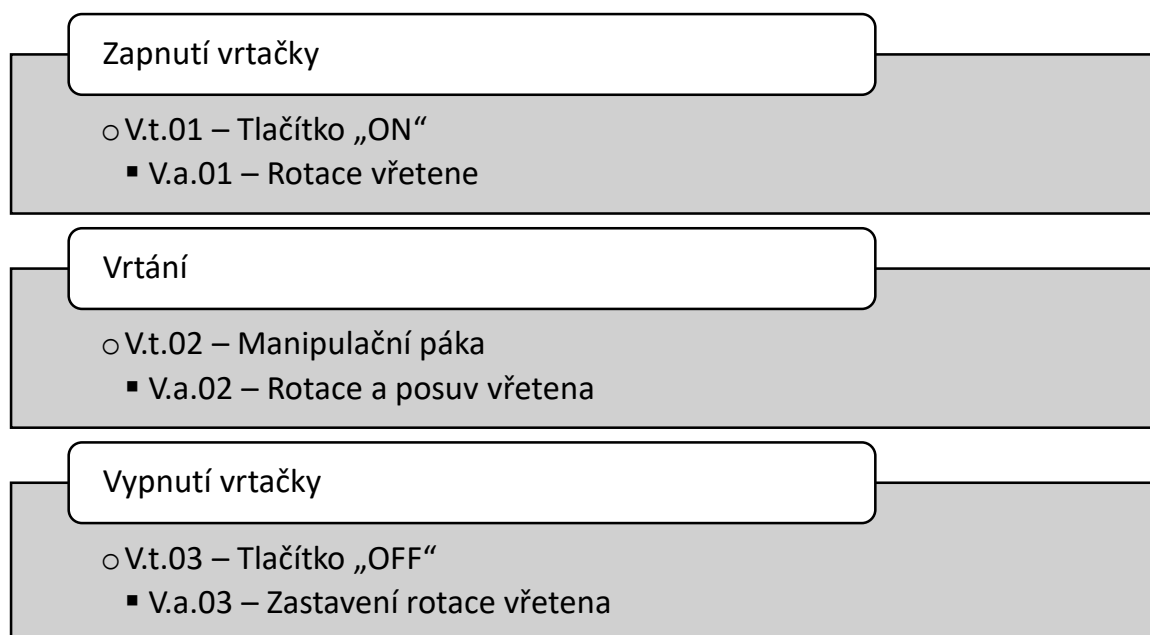 Zapnutí vrtačky
o V.t.01 – Tlačítko „ON“
▪ V.a.01 – Rotace vřetene
Vrtání
o V.t.02 – Manipulační páka
▪ V.a.02 – Rotace a posuv vřetena
Vypnutí vrtačky
o V.t.03 – Tlačítko „OFF“
▪ V.a.03 – Zastavení rotace vřetena